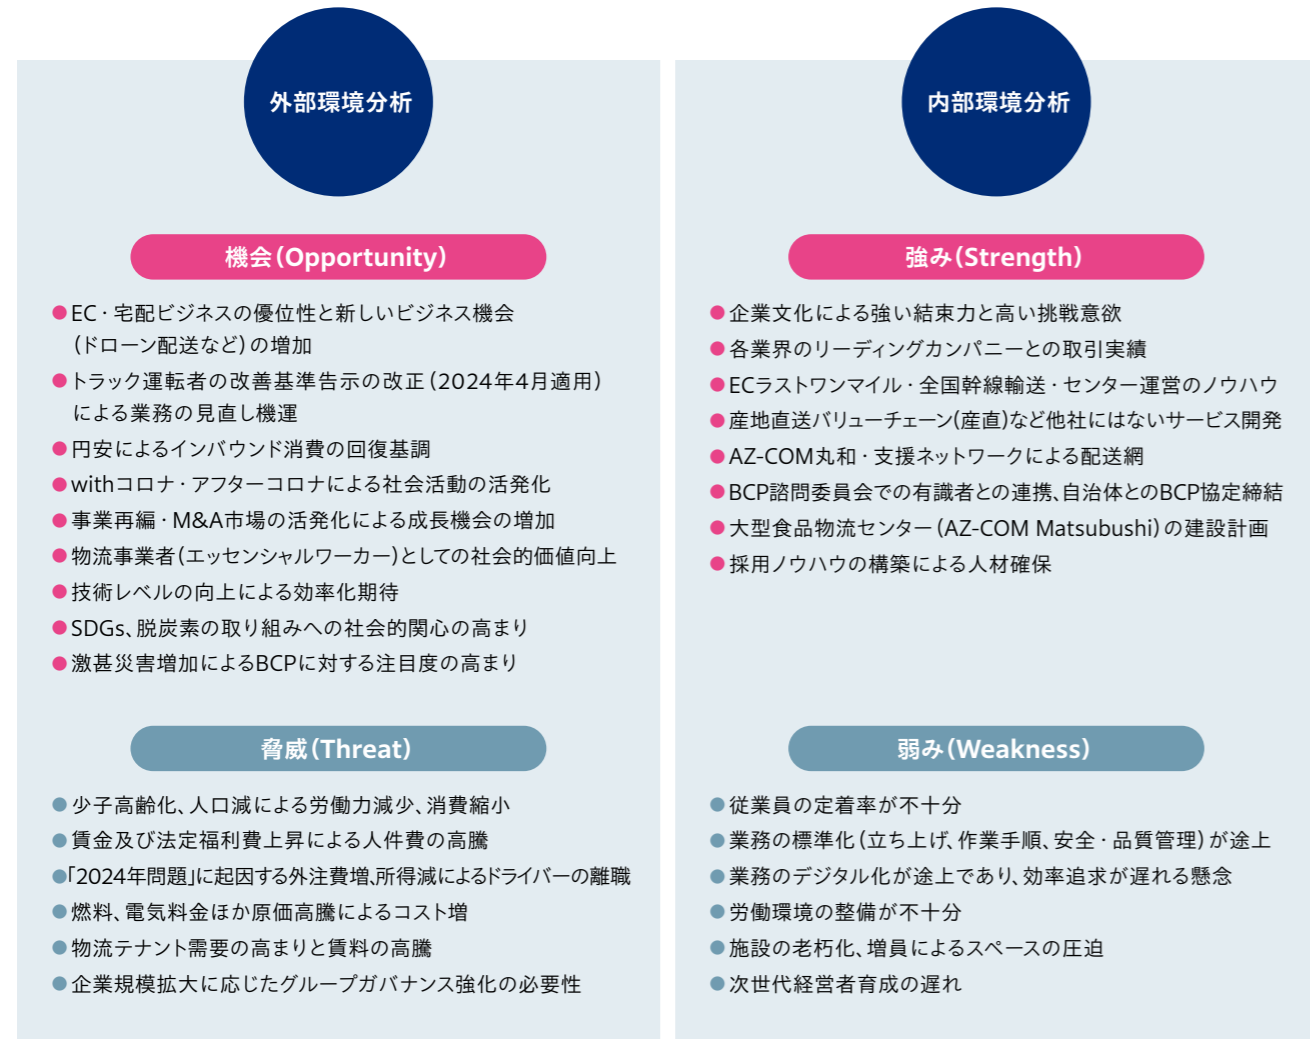 外部環境分析
機会(Opportunity)
●EC・宅配ビジネスの優位性と新しいビジネス機会
(ドローン配送など)の増加
●トラック運転者の改善基準告示の改正(2024年4月適用)
による業務の見直し機運
●円安によるインバウンド消費の回復基調
●withコロナ・アフターコロナによる社会活動の活発化
●事業再編・M&A市場の活発化による成長機会の増加
●物流事業者(エッセンシャルワーカー)としての社会的価値向上
●技術レベルの向上による効率化期待
●SDGs、脱炭素の取り組みへの社会的関心の高まり
●激甚災害増加によるBCPに対する注目度の高まり
脅威(Threat)
●少子高齢化、人口減による労働力減少、消費縮小
●賃金及び法定福利費上昇による人件費の高騰
●「2024年問題」に起因する外注費増、所得減によるドライバーの離職
●燃料、電気料金ほか原価高騰によるコスト増
●物流テナント需要の高まりと賃料の高騰
●企業規模拡大に応じたグループガバナンス強化の必要性
内部環境分析
強み(Strength)
●企業文化による強い結束力と高い挑戦意欲
●各業界のリーディングカンパニーとの取引実績
●ECラストワンマイル・全国幹線輸送・センター運営のノウハウ
●産地直送バリューチェーン(産直)など他社にはないサービス開発
●AZ-COM丸和・支援ネットワークによる配送網
●BCP諮問委員会での有識者との連携、自治体とのBCP協定締結
●大型食品物流センター(AZ-COM Matsubushi)の建設計画
●採用ノウハウの構築による人材確保
弱み(Weakness)
●従業員の定着率が不十分
●業務の標準化(立ち上げ、作業手順、安全・品質管理)が途上
●業務のデジタル化が途上であり、効率追求が遅れる懸念
●労働環境の整備が不十分
●施設の老朽化、増員によるスペースの圧迫
●次世代経営者育成の遅れ